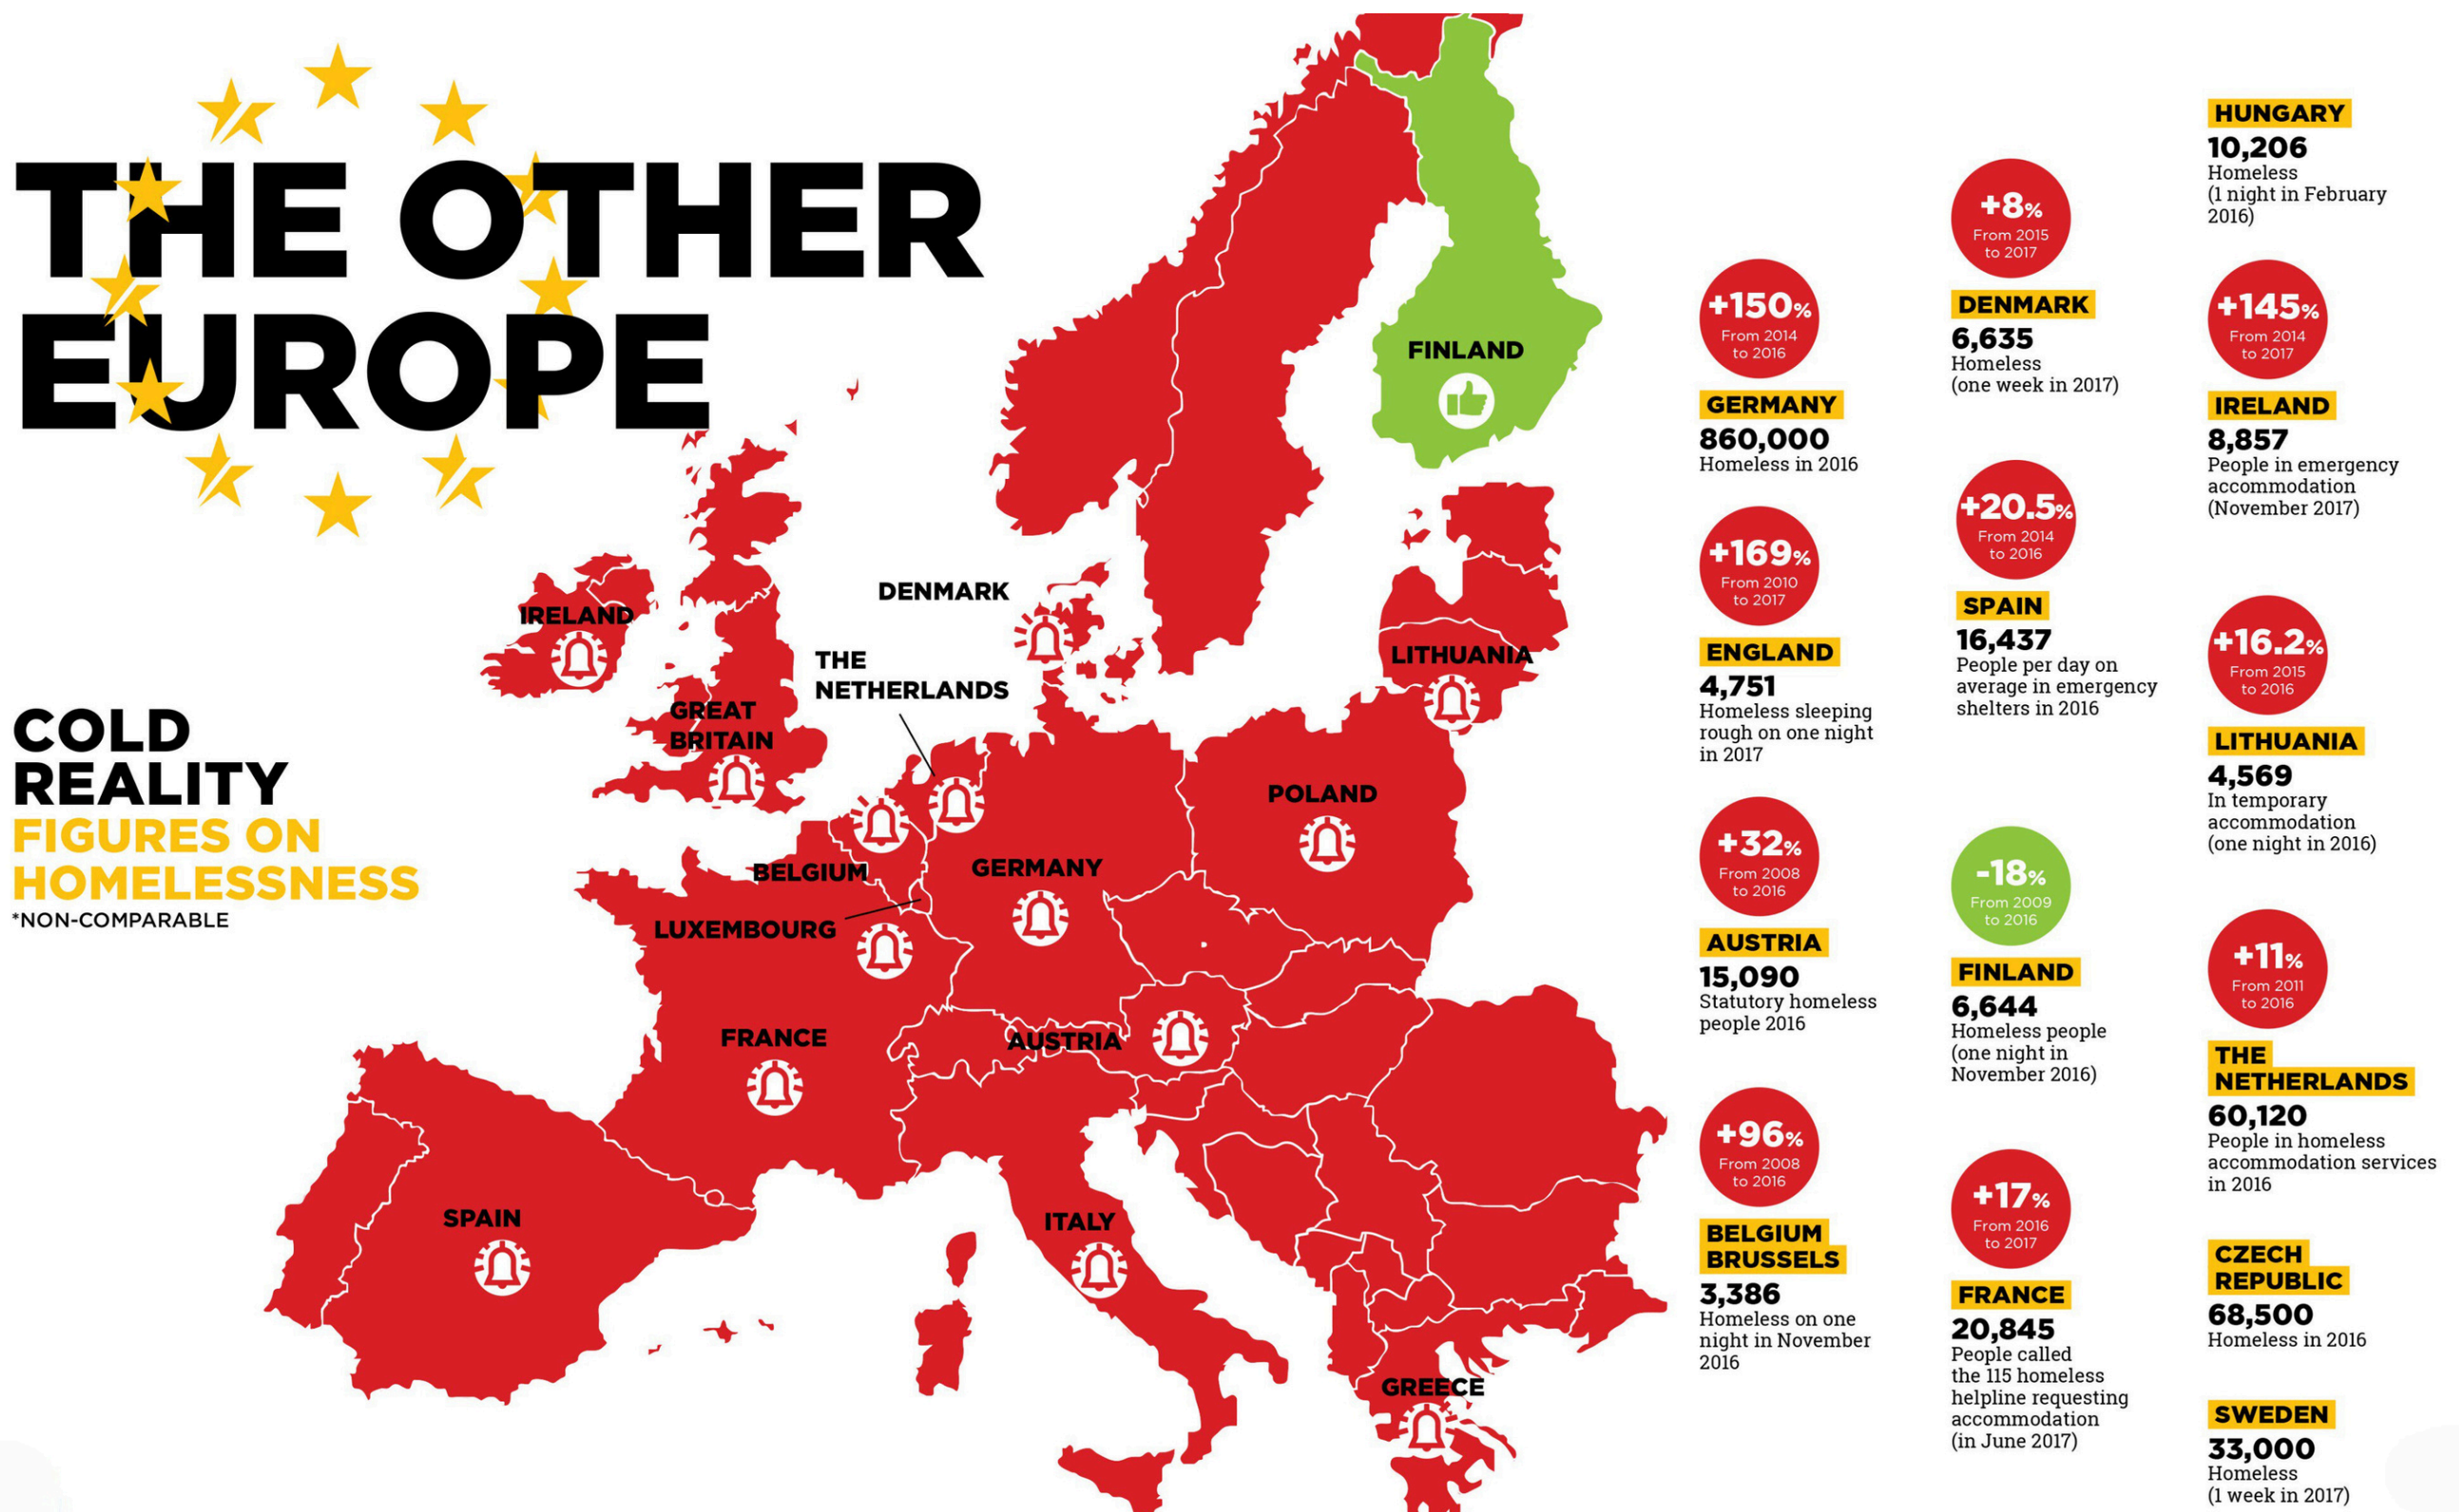 THE OTHER
EUROPE
COLD
REALITY
FIGURES ON
HOMELESSNESS
*NON-COMPARABLE
FINLAND
IRELAND
DENMARK
THE
NETHERLANDS
LITHUANIA
GREAT
BRITAIN
POLAND
BELGIUM
GERMANY
LUXEMBOURG
FRANCE
AUSTRIA
SPAIN
ITALY
GREECE
+150%
From 2014
to 2016
GERMANY
860,000
Homeless in 2016
+169%
From 2010
to 2017
ENGLAND
4,751
Homeless sleeping
rough on one night
in 2017
+32%
From 2008
to 2016
AUSTRIA
15,090
Statutory homeless
people 2016
+96%
From 2008
to 2016
BELGIUM
BRUSSELS
3,386
Homeless on one
night in November
2016
+8%
From 2015
to 2017
DENMARK
6,635
Homeless
(one week in 2017)
+20.5%
From 2014
to 2016
SPAIN
16,437
People per day on
average in emergency
shelters in 2016
-18%
From 2009
to 2016
FINLAND
6,644
Homeless people
(one night in
November 2016)
+17%
From 2016
to 2017
FRANCE
20,845
People called
the 115 homeless
helpline requesting
accommodation
(in June 2017)
HUNGARY
10,206
Homeless
(1 night in February
2016)
+145%
From 2014
to 2017
IRELAND
8,857
People in emergency
accommodation
(November 2017)
+16.2%
From 2015
to 2016
LITHUANIA
4,569
In temporary
accommodation
(one night in 2016)
+11%
From 2011
to 2016
THE
NETHERLANDS
60,120
People in homeless
accommodation services
in 2016
CZECH
REPUBLIC
68,500
Homeless in 2016
SWEDEN
33,000
Homeless
(1 week in 2017)